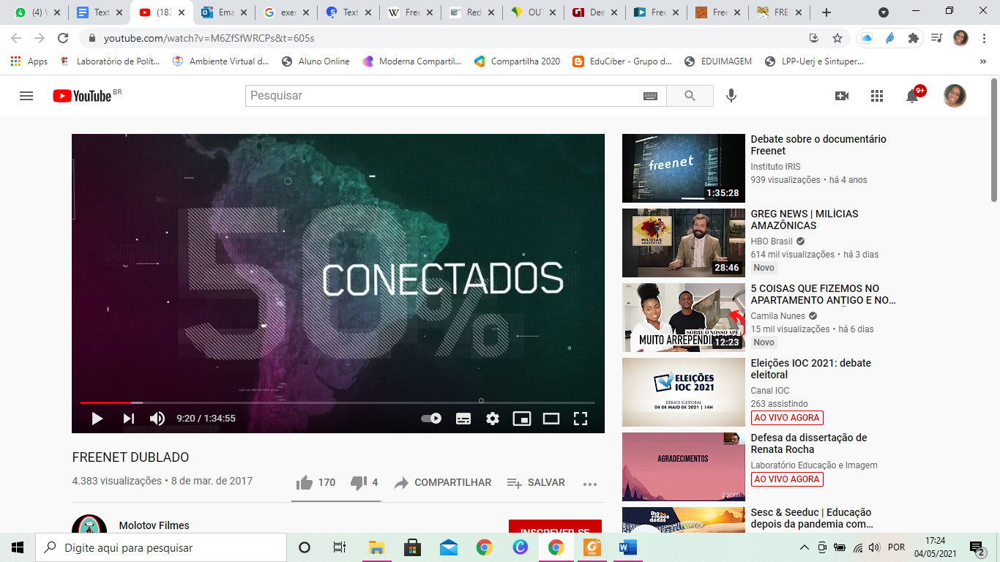 (4) V
Text
(183
Ema
exer
Text
Free
Red
OU
Dee
Free
Free
FRE
youtube.com/watch?v=M6ZfSfWRCPs&t=605s
Apps
Laboratório de Polít...
Ambiente Virtual d...
Aluno Online
Moderna Compartil...
Compartilha 2020
EduCiber - Grupo d...
EDUIMAGEM
LPP-Uerj e Sintuper...
»
YouTube BR
Pesquisar
9+
50%
CONECTADOS
9:20 / 1:34:55
FREENET DUBLADO
4.383 visualizações • 8 de mar. de 2017
170
4
COMPARTILHAR
SALVAR
Molotov Filmes
INSCREVER-SE
freenet
1:35:28
Debate sobre o documentário
Freenet
Instituto IRIS
939 visualizações • há 4 anos
MILÍCIAS
AMAZÔNICAS
28:46
GREG NEWS | MILÍCIAS
AMAZÔNICAS
HBO Brasil
614 mil visualizações • há 3 dias
Novo
SOBRE O NOSSO APÊ
MUITO ARREPENDIMENTO
12:23
5 COISAS QUE FIZEMOS NO
APARTAMENTO ANTIGO E NO...
Camila Nunes
15 mil visualizações • há 6 dias
Novo
ELEIÇÕES
IOC 2021
DEBATE ELEITORAL
04 DE MAIO DE 2021 | 14H
Eleições IOC 2021: debate
eleitoral
Canal IOC
263 assistindo
AO VIVO AGORA
AGRADECIMENTOS
zoom
Defesa da dissertação de
Renata Rocha
Laboratório Educação e Imagem
AO VIVO AGORA
Sesc & Seeduc | Educação
depois da pandemia com...
Digite aqui para pesquisar
POR
17:24
04/05/2021
2